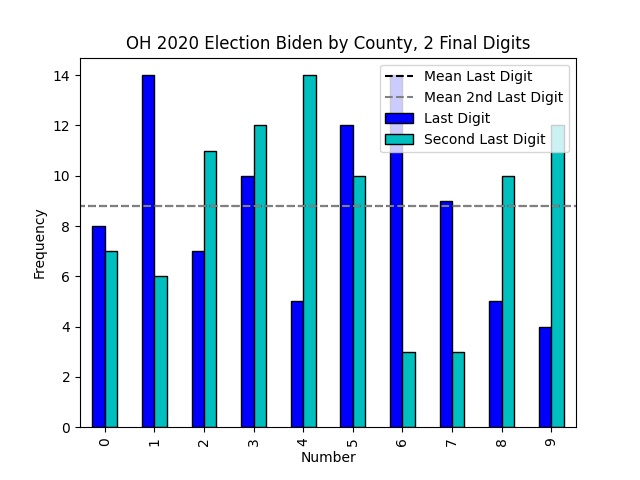 OH 2020 Election Biden by County, 2 Final Digits
Mean Last Digit
Mean 2nd Last Digit
Last Digit
Second Last Digit
14
12
10
8
6
4
2
0
Frequency
0 1 2 3 4 5 6 7 8 9
Number